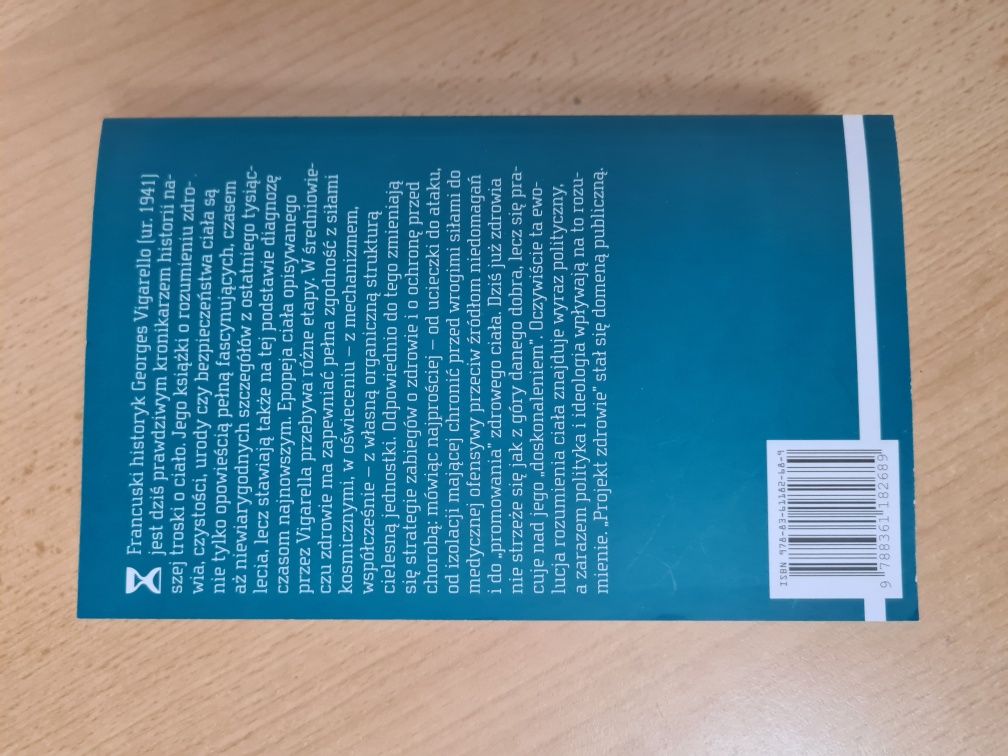 Francuski historyk Georges Vigarello (ur. 1941)
jest dziś prawdziwym kronikarzem historii na-
szej troski o ciało. Jego książki o rozumieniu zdro-
wia, czystości, urody czy bezpieczeństwa ciała są
nie tylko opowieścią pełną fascynujących, czasem
aż niewiarygodnych szczegółów z ostatniego tysiąc-
lecia, lecz stawiają także na tej podstawie diagnozę
czasom najnowszym. Epopeja ciała opisywanego
przez Vigarella przebywa różne etapy. W średniowie-
czu zdrowie ma zapewniać pełna zgodność z siłami
kosmicznymi, w oświeceniu – z mechanizmem,
współcześnie – z własną organiczną strukturą
cielesną jednostki. Odpowiednio do tego zmieniają
się strategie zabiegów o zdrowie i o ochronę przed
chorobą; mówiąc najprościej – od ucieczki do ataku,
od izolacji mającej chronić przed wrogimi siłami do
medycznej ofensywy przeciw źródłom niedomagań
i do „promowania” zdrowego ciała. Dziś już zdrowia
nie strzeże się jak z góry danego dobra, lecz się pra-
cuje nad jego „doskonaleniem”. Oczywiście ta ewo-
lucja rozumienia ciała znajduje wyraz polityczny,
a zarazem polityka i ideologia wpływają na to rozu-
mienie. „Projekt zdrowie” stał się domeną publiczną.
ISBN 978-83-61182-68-9
9 788361 182689